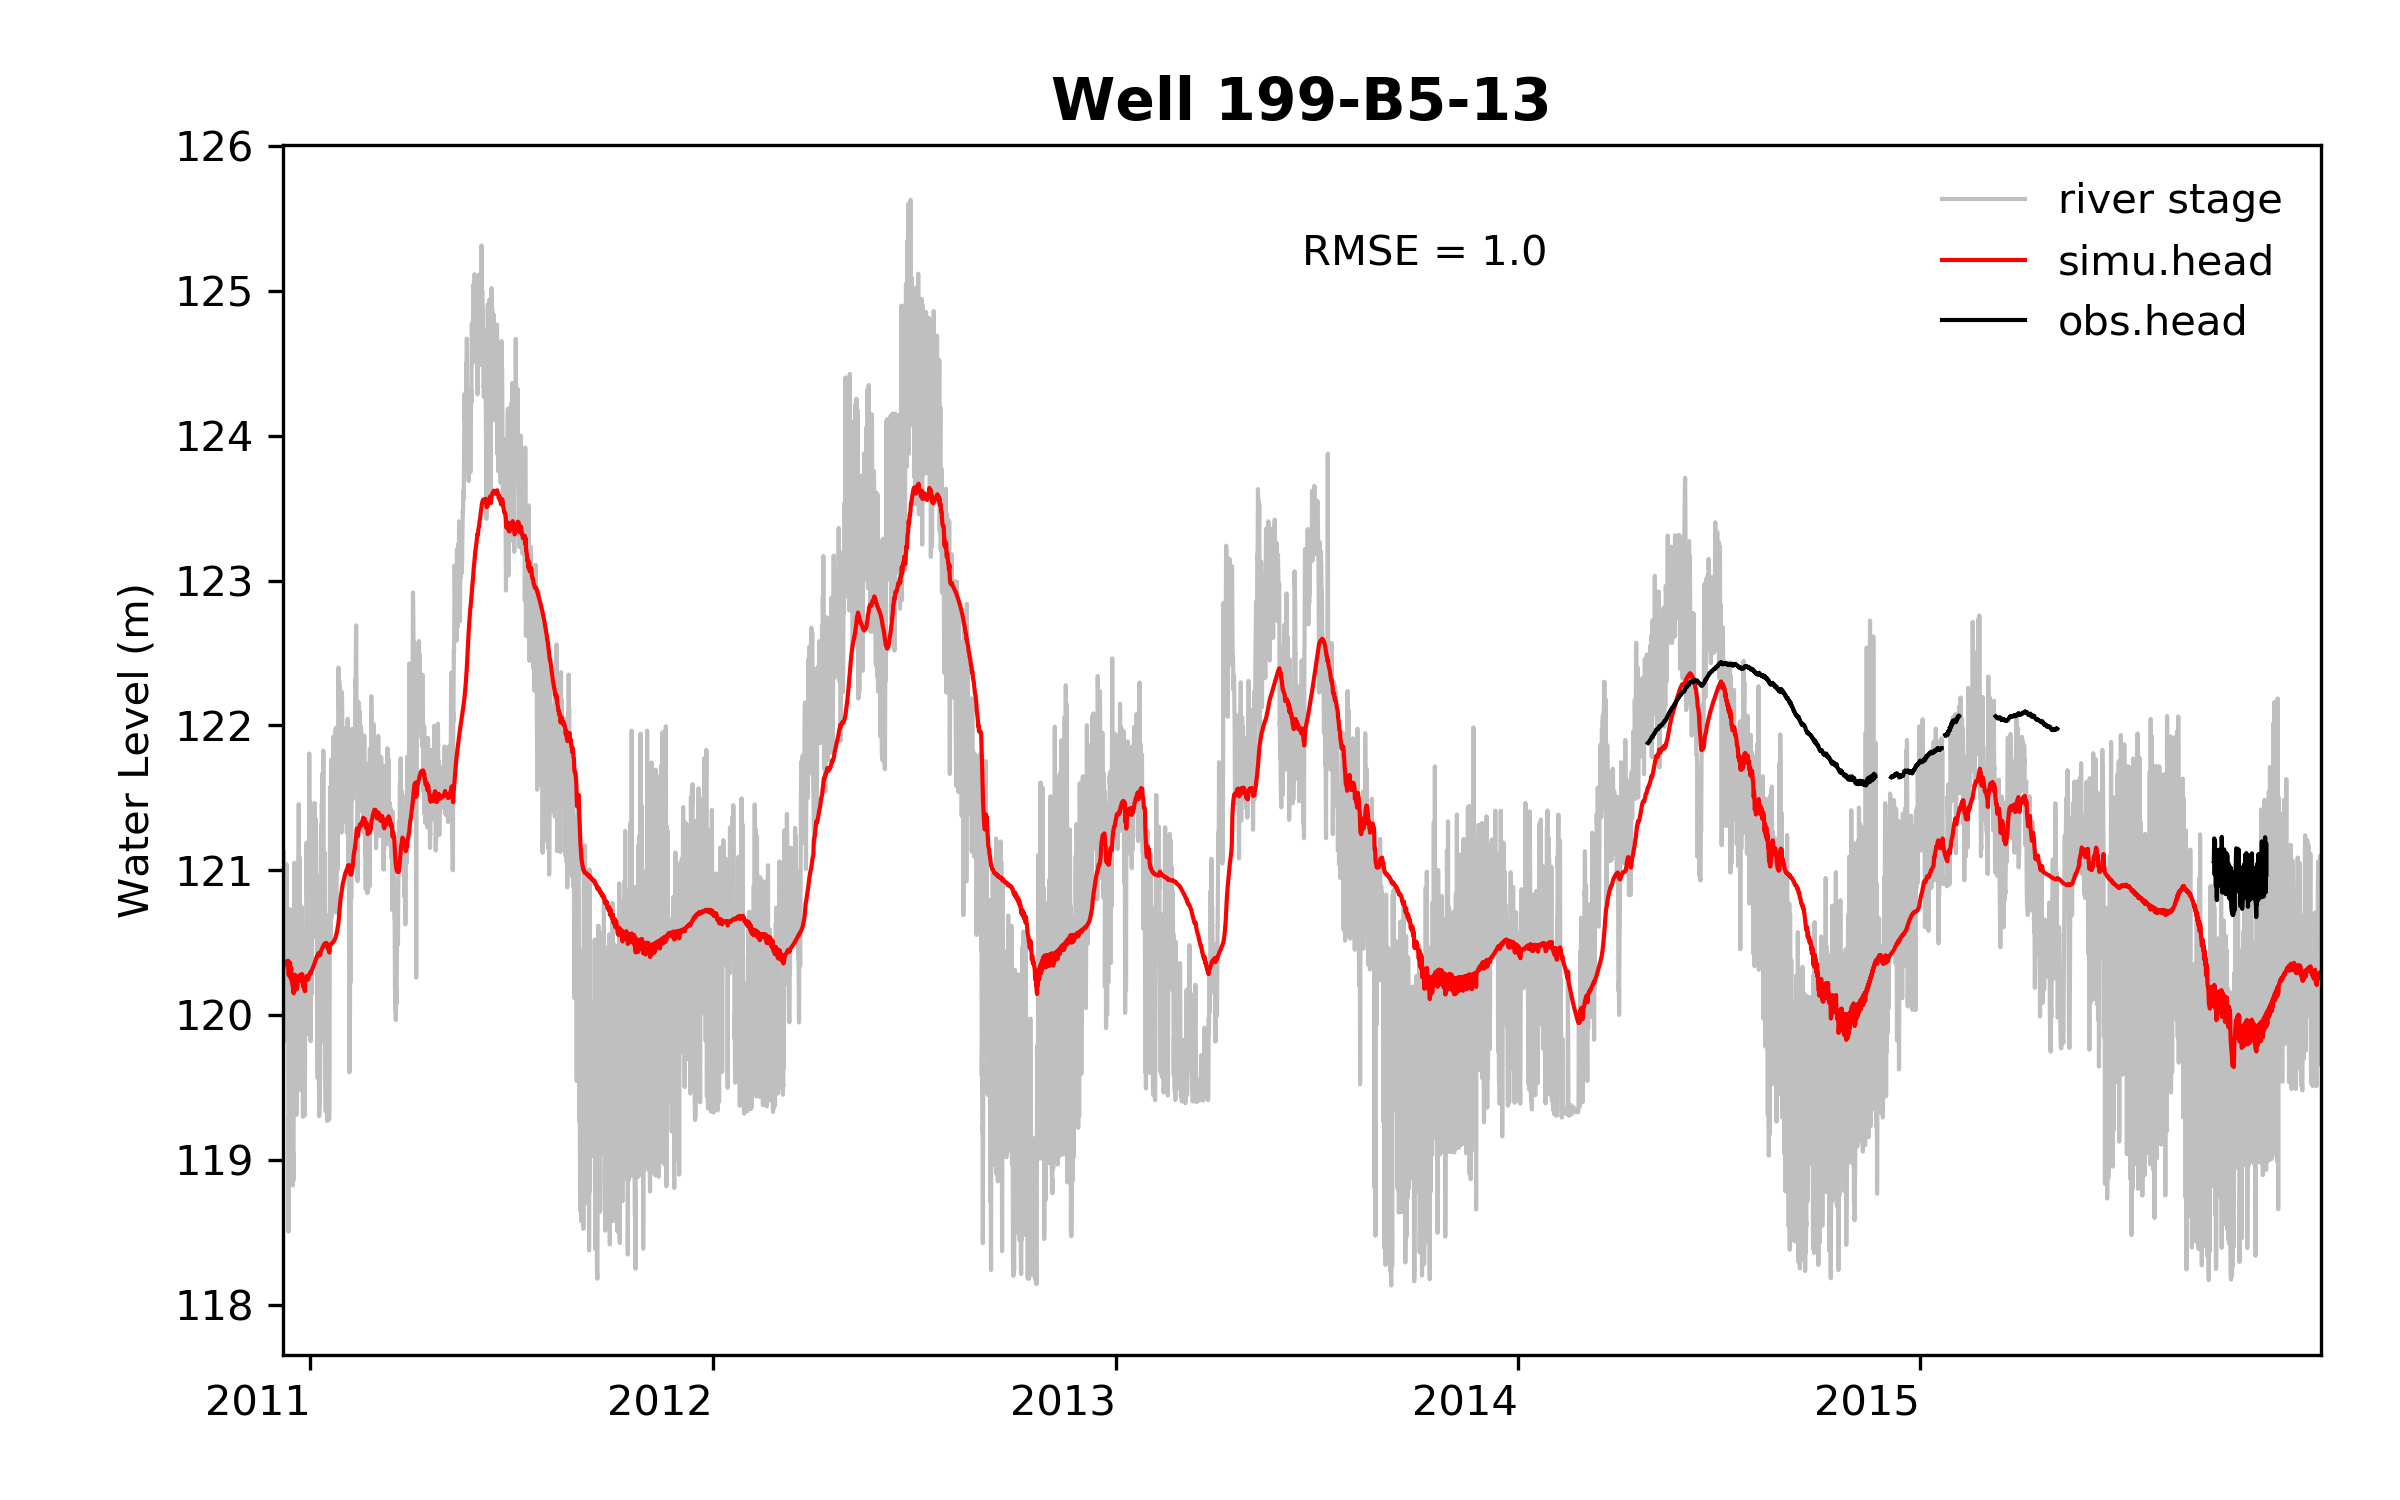 Well 199-B5-13
126
125
124
123
122
121
120
119
118
Water Level (m)
RMSE = 1.0
river stage
simu.head
obs.head
2011
2012
2013
2014
2015